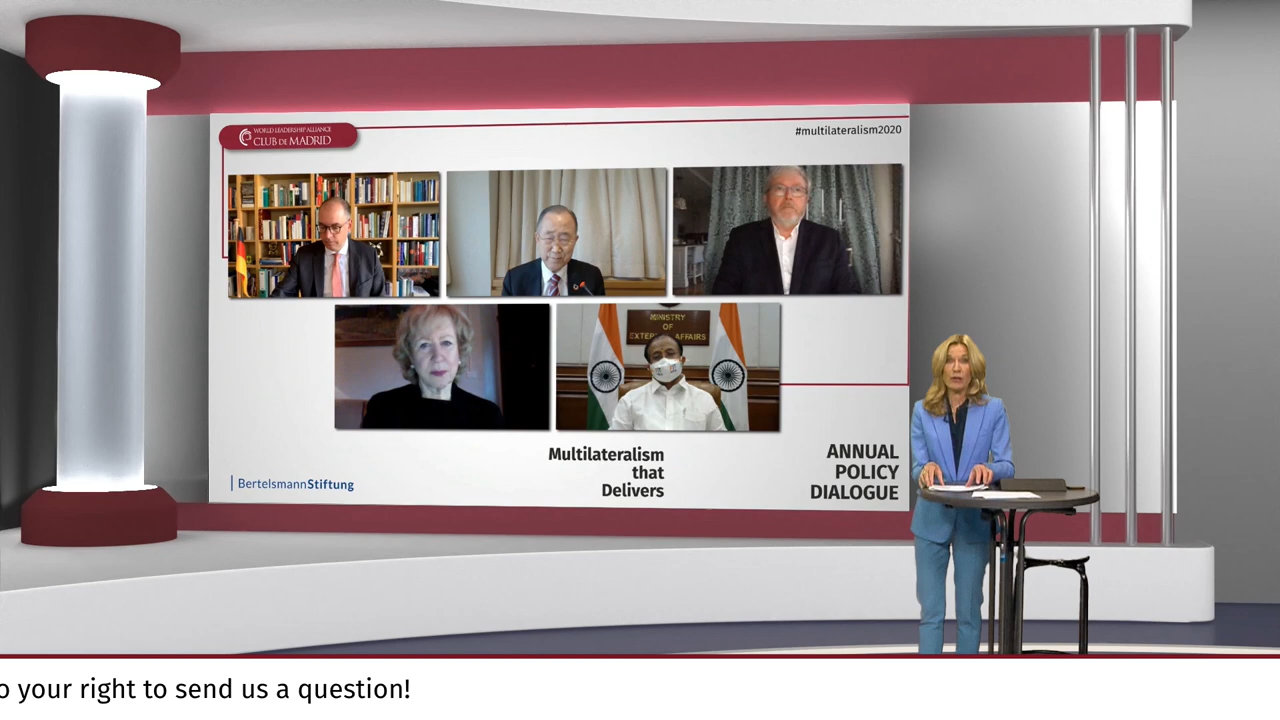 WORLD LEADERSHIP ALLIANCE
CLUB DE MADRID
#multilateralism2020
MINISTRY
OF
EXTERNAL AFFAIRS
Multilateralism
that
Delivers
ANNUAL
POLICY
DIALOGUE
BertelsmannStiftung
o your right to send us a question!